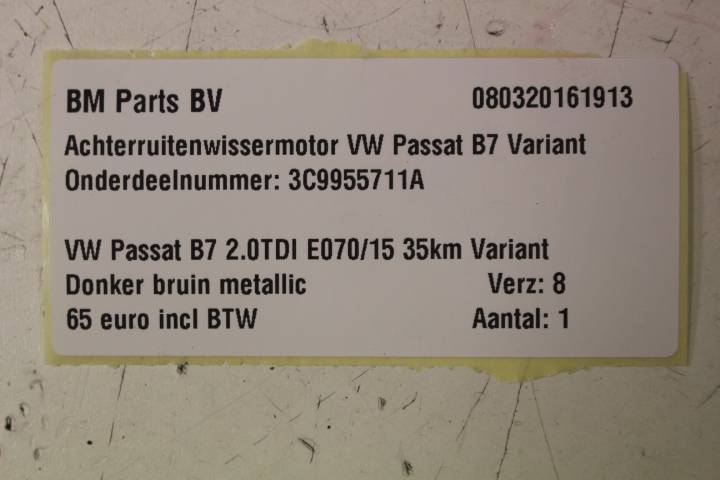 BM Parts BV 080320161913
Achterruitenwissermotor VW Passat B7 Variant
Onderdeelnummer: 3C9955711A
VW Passat B7 2.0TDI E070/15 35km Variant
Donker bruin metallic Verz: 8
65 euro incl BTW Aantal: 1